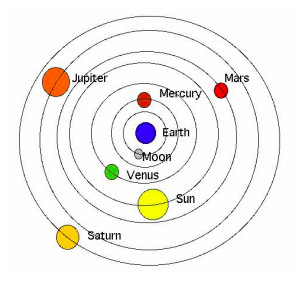 Jupiter
Mars
Mercury
Earth
Moon
Venus
Sun
Saturn